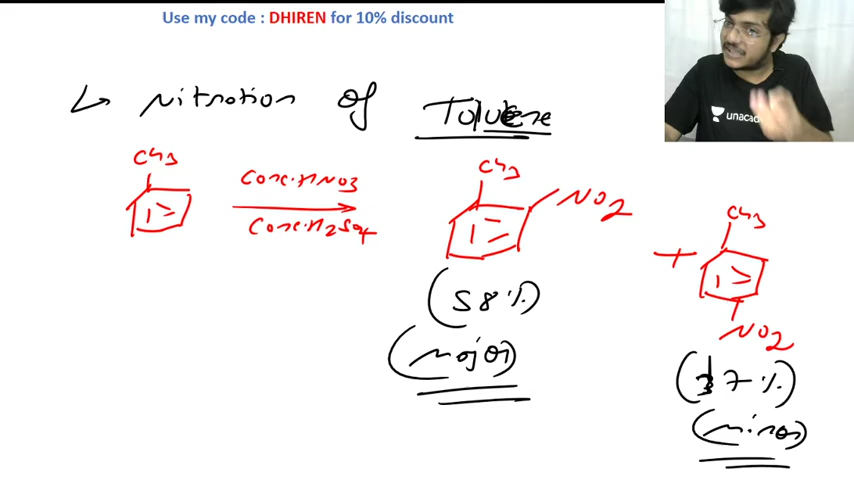 Use my code : DHIREN for 10% discount
↳ nitration of Toluene
CH3
Conc.HNO3
Conc.H2SO4
CH3
NO2
(58%)
(major)
+
CH3
NO2
(37%)
(minor)
unacad